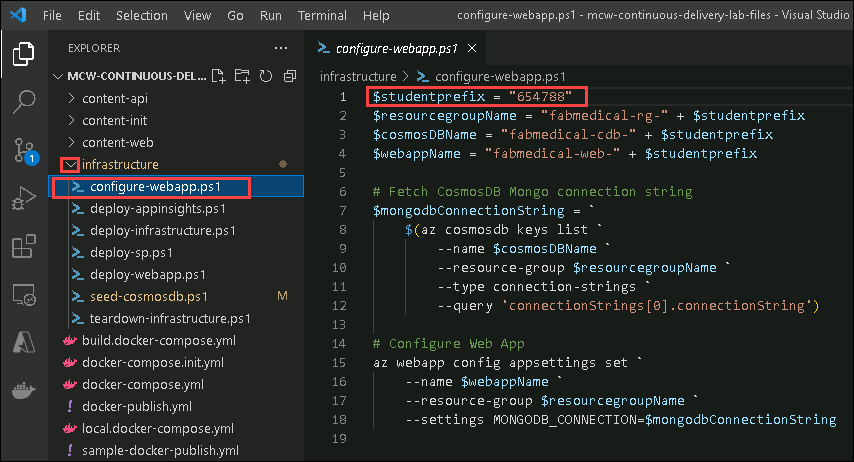 File Edit Selection View Go Run Terminal Help configure-webapp.ps1 - mcw-continuous-delivery-lab-files - Visual Studio
EXPLORER
MCW-CONTINUOUS-DEL...
content-api
content-init
content-web
infrastructure
configure-webapp.ps1
deploy-appinsights.ps1
deploy-infrastructure.ps1
deploy-sp.ps1
deploy-webapp.ps1
seed-cosmosdb.ps1 M
teardown-infrastructure.ps1
build.docker-compose.yml
docker-compose.init.yml
docker-compose.yml
docker-publish.yml
local.docker-compose.yml
sample-docker-publish.yml
1
configure-webapp.ps1
infrastructure > configure-webapp.ps1
1 $studentprefix = "654788"
2 $resourcegroupName = "fabmedical-rg-" + $studentprefix
3 $cosmosDBName = "fabmedical-cdb-" + $studentprefix
4 $webappName = "fabmedical-web-" + $studentprefix
5
6 # Fetch CosmosDB Mongo connection string
7 $mongodbConnectionString = `
8 $(az cosmosdb keys list `
9 --name $cosmosDBName `
10 --resource-group $resourcegroupName `
11 --type connection-strings `
12 --query 'connectionStrings[0].connectionString')
13
14 # Configure Web App
15 az webapp config appsettings set `
16 --name $webappName `
17 --resource-group $resourcegroupName `
18 --settings MONGODB_CONNECTION=$mongodbConnectionString
19